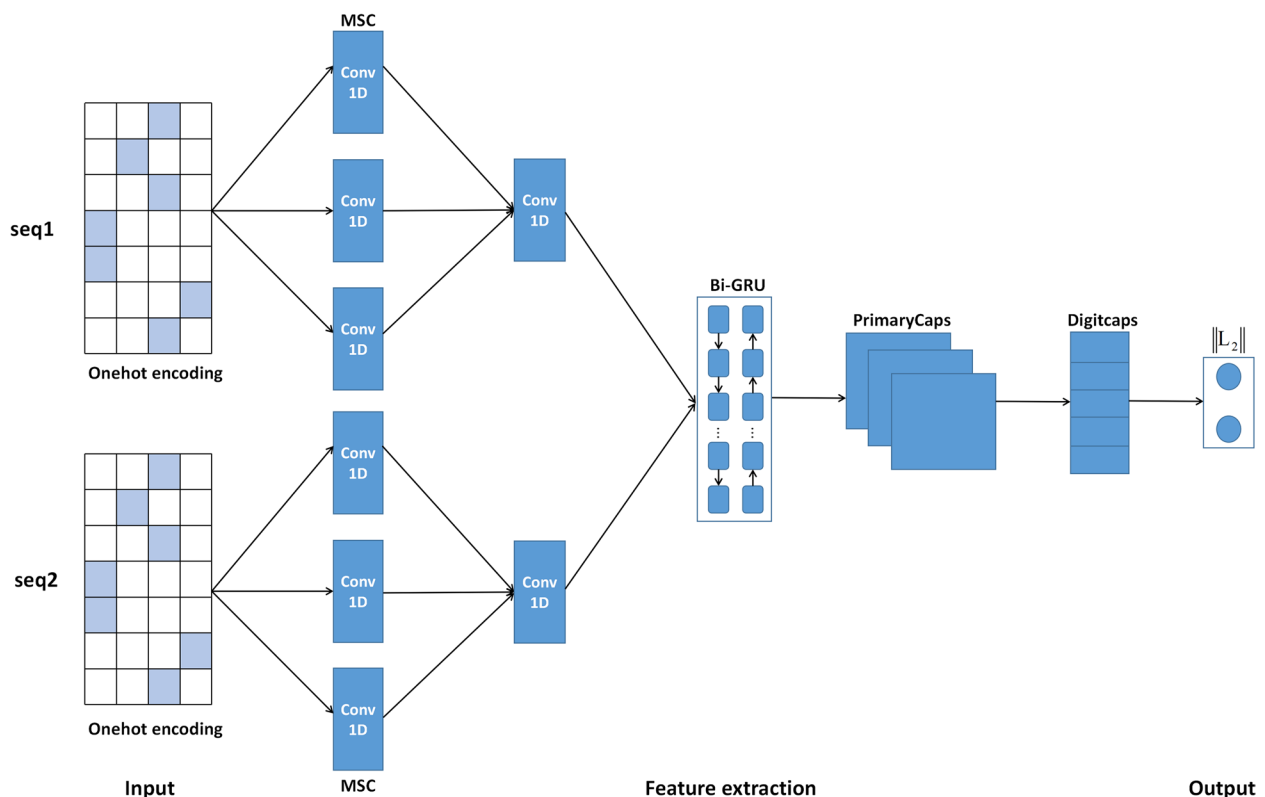 MSC
Conv
1D
Conv
1D
Conv
1D
Conv
1D
seq1
Onehot encoding
Bi-GRU
...
...
PrimaryCaps
Digitcaps
‖L₂‖
Conv
1D
Conv
1D
Conv
1D
Conv
1D
seq2
Onehot encoding
MSC
Input
Feature extraction
Output